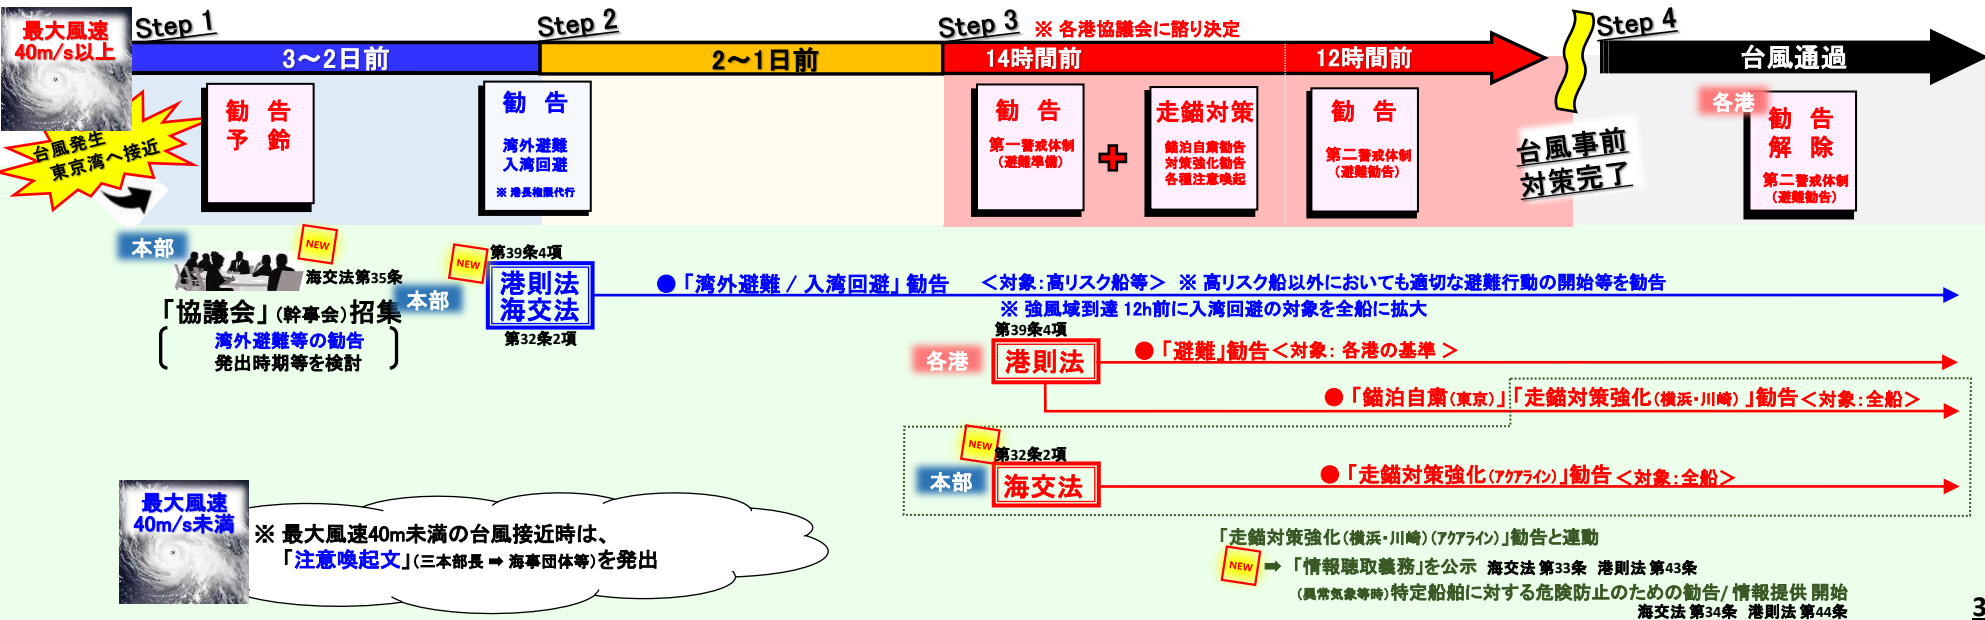 最大風速
40m/s以上
Step 1
Step 2
Step 3 ※ 各港協議会に諮り決定
Step 4
3～2日前
2～1日前
14時間前
12時間前
台風通過
台風発生
東京湾へ接近
勧 告
予 鈴
勧 告
湾外避難
入湾回避
※ 港長権限代行
勧 告
第一警戒体制
(避難準備)
走錨対策
錨泊自粛勧告
対策強化勧告
各種注意喚起
勧 告
第二警戒体制
(避難勧告)
台風事前
対策完了
各港
勧 告
解 除
第二警戒体制
(避難勧告)
本部
NEW
海交法第35条
「協議会」(幹事会)招集
湾外避難等の勧告
発出時期等を検討
本部
NEW
第39条4項
港則法
海交法
第32条2項
●「湾外避難 / 入湾回避」勧告 ＜対象：高リスク船等＞ ※ 高リスク船以外においても適切な避難行動の開始等を勧告
※ 強風域到達 12h前に入湾回避の対象を全船に拡大
第39条4項
各港
港則法
●「避難」勧告＜対象：各港の基準 ＞
●「錨泊自粛(東京)」「走錨対策強化(横浜・川崎) 」勧告＜対象：全船＞
NEW
第32条2項
本部
海交法
●「走錨対策強化(アクアライン)」勧告＜対象：全船＞
最大風速
40m/s未満
※ 最大風速40m未満の台風接近時は、
「注意喚起文」(三本部長 ➡ 海事団体等)を発出
「走錨対策強化(横浜・川崎)(アクアライン)」勧告と連動
NEW
➡ 「情報聴取義務」を公示 海交法 第33条 港則法 第43条
(異常気象等時)特定船舶に対する危険防止のための勧告/情報提供 開始
海交法 第34条 港則法 第44条
3